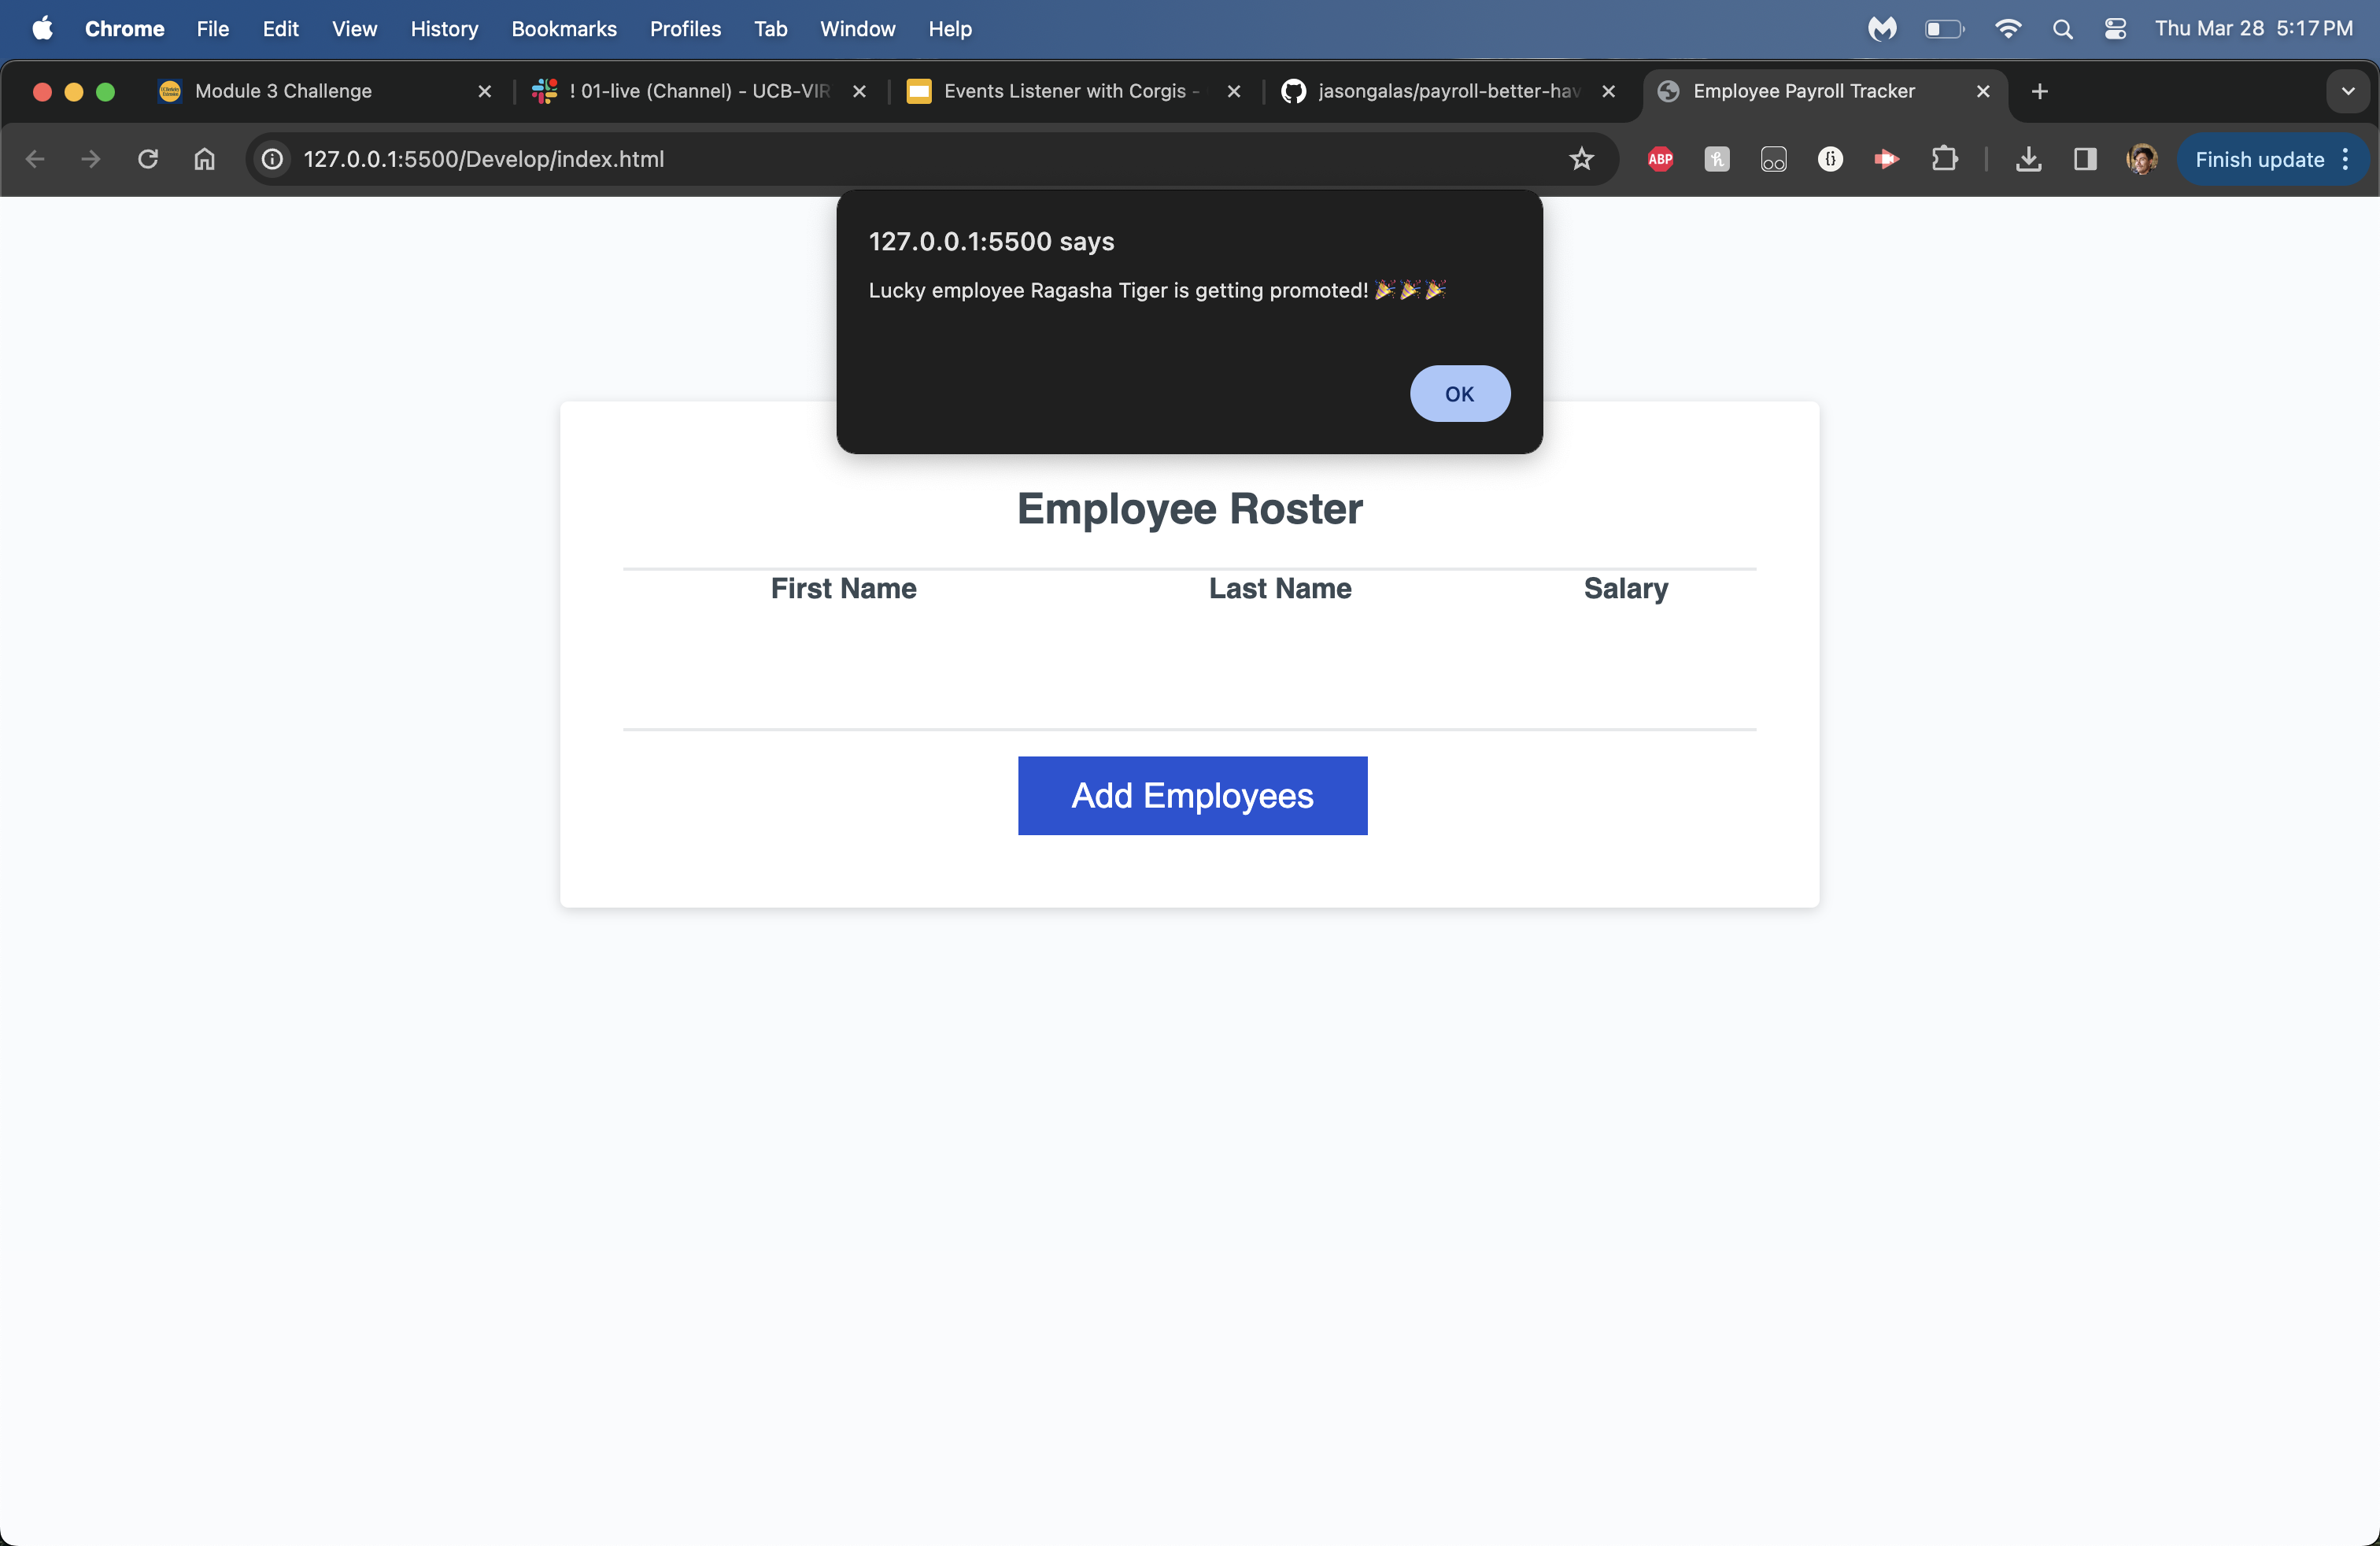 Chrome File Edit View History Bookmarks Profiles Tab Window Help Thu Mar 28 5:17 PM
Module 3 Challenge ! 01-live (Channel) - UCB-VIR Events Listener with Corgis - jasongalas/payroll-better-hav Employee Payroll Tracker
127.0.0.1:5500/Develop/index.html ABP Finish update
127.0.0.1:5500 says
Lucky employee Ragasha Tiger is getting promoted! 🎉🎉🎉
OK
Employee Roster
First Name Last Name Salary
Add Employees